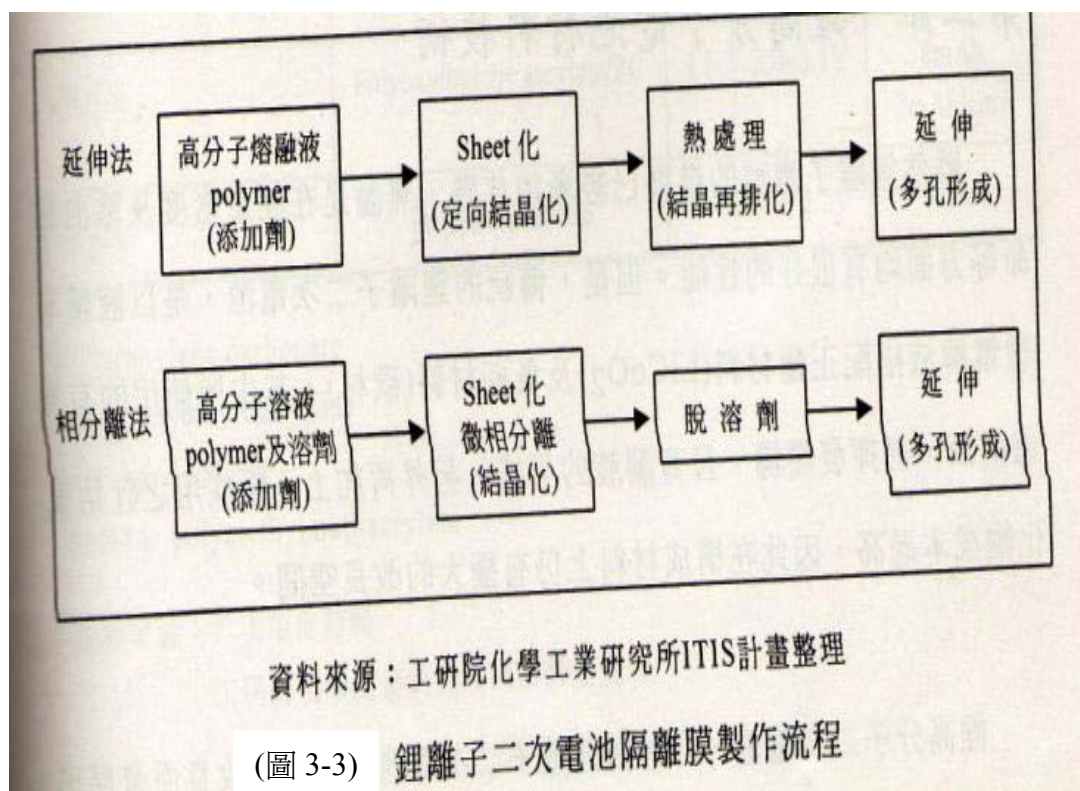 延伸法
高分子熔融液
polymer
(添加劑)
Sheet 化
(定向結晶化)
熱處理
(結晶再排化)
延 伸
(多孔形成)
相分離法
高分子溶液
polymer及溶劑
(添加劑)
Sheet 化
微相分離
(結晶化)
脫 溶 劑
延 伸
(多孔形成)
資料來源：工研院化學工業研究所ITIS計畫整理
(圖 3-3) 鋰離子二次電池隔離膜製作流程